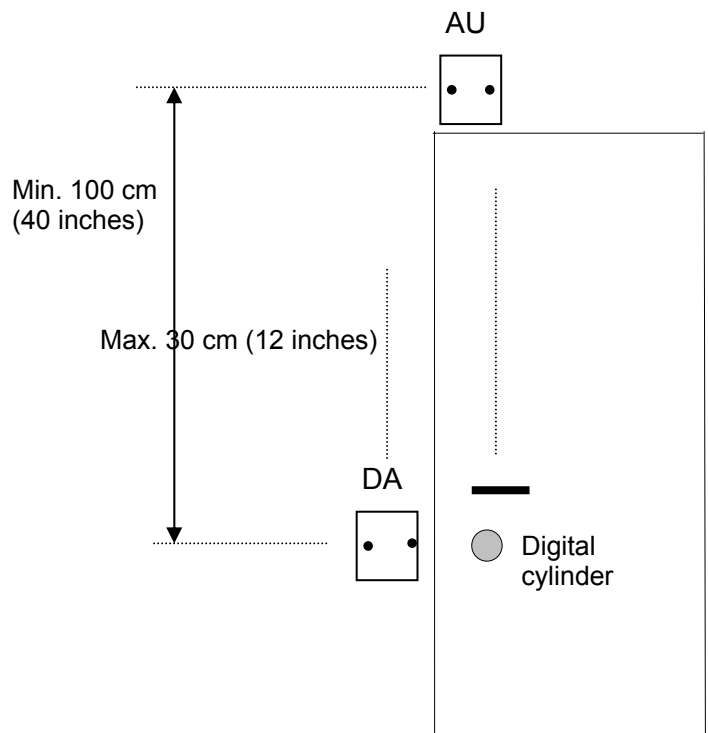 AU
Min. 100 cm
(40 inches)
Max. 30 cm (12 inches)
DA
Digital
cylinder